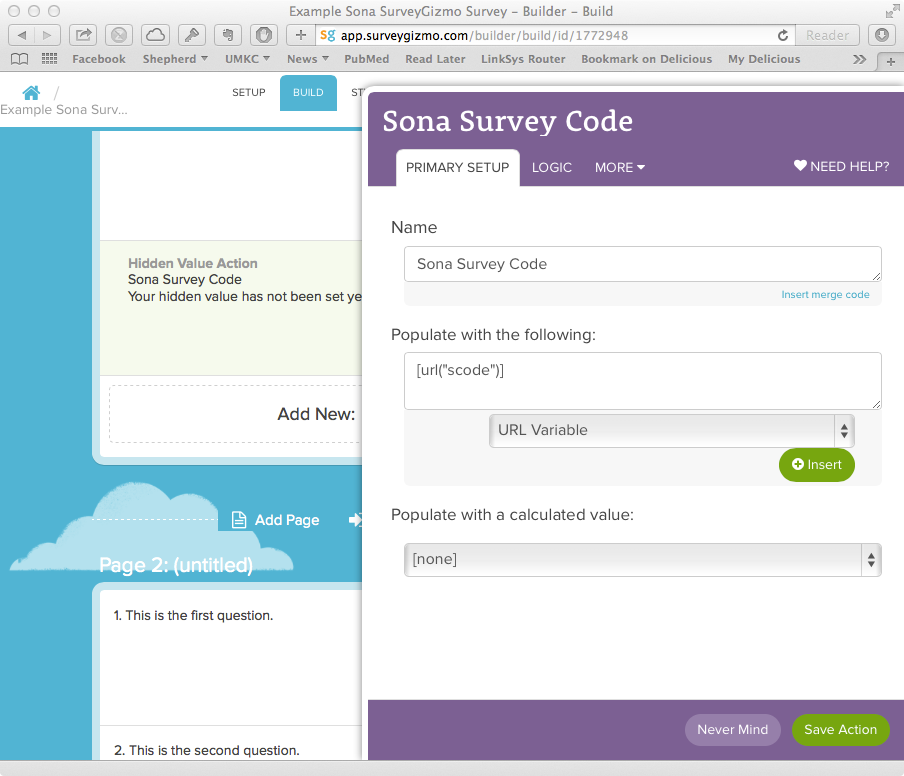 Example Sona SurveyGizmo Survey – Builder – Build
SG app.surveygizmo.com/builder/build/id/1772948
Reader
Facebook Shepherd UMKC News PubMed Read Later LinkSys Router Bookmark on Delicious My Delicious
/
Example Sona Surv...
SETUP BUILD ST
Sona Survey Code
PRIMARY SETUP LOGIC MORE NEED HELP?
Name
Sona Survey Code
Insert merge code
Populate with the following:
[url("scode")]
URL Variable
Insert
Populate with a calculated value:
[none]
Never Mind Save Action
Hidden Value Action
Sona Survey Code
Your hidden value has not been set ye
Add New:
Add Page
Page 2: (untitled)
1. This is the first question.
2. This is the second question.